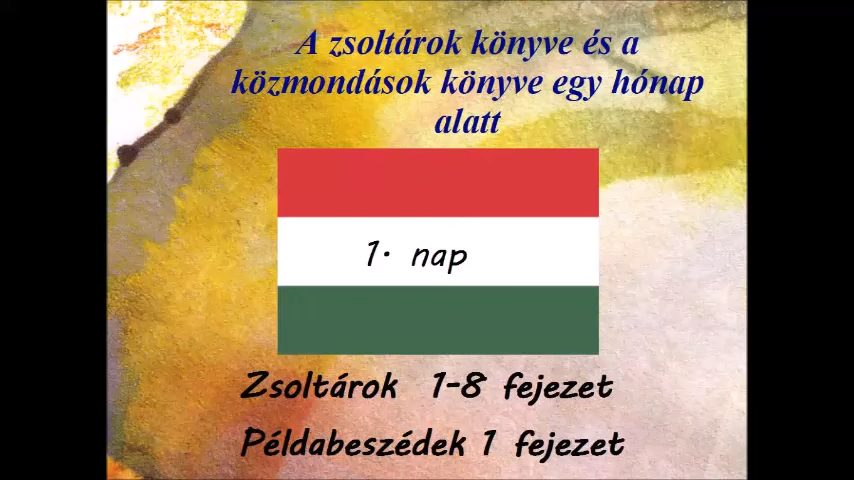 A zsoltárok könyve és a
közmondások könyve egy hónap
alatt
1. nap
Zsoltárok 1-8 fejezet
Példabeszédek 1 fejezet